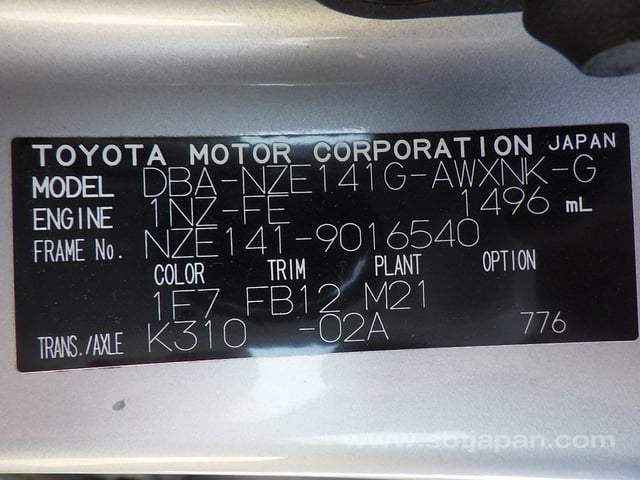 TOYOTA MOTOR CORPORATION JAPAN
MODEL DBA-NZE141G-AWXNK-G
ENGINE 1NZ-FE 1496 mL
FRAME No. NZE141-9016540
COLOR TRIM PLANT OPTION
1F7 FB12 M21
TRANS./AXLE K310 -02A 776
www.sbtjapan.com